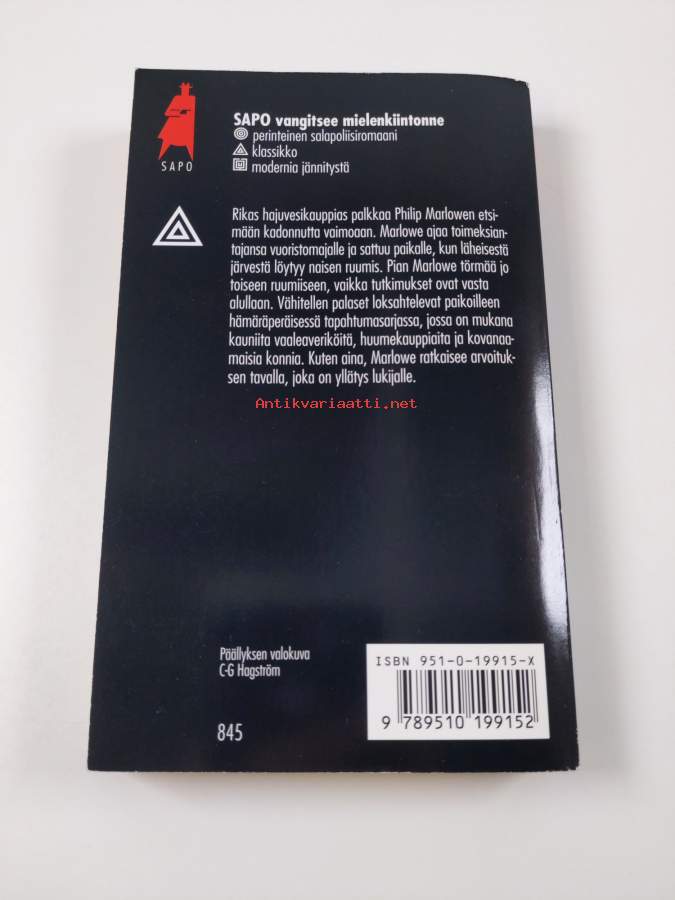 SAPO
SAPO vangitsee mielenkiintonne
perinteinen salapoliisiromaani
klassikko
modernia jännitystä
Rikas hajuvesikauppias palkkaa Philip Marlowen etsi-
mään kadonnutta vaimoaan. Marlowe ajaa toimeksian-
tajansa vuoristomajalle ja sattuu paikalle, kun läheisestä
järvestä löytyy naisen ruumis. Pian Marlowe törmää jo
toiseen ruumiiseen, vaikka tutkimukset ovat vasta
alullaan. Vähitellen palaset loksahtelevat paikoilleen
hämäräperäisessä tapahtumasarjassa, jossa on mukana
kauniita vaaleaveriköitä, huumekauppiaita ja kovanaa-
maisia konnia. Kuten aina, Marlowe ratkaisee arvoituk-
sen tavalla, joka on yllätys lukijalle.
Antikvariaatti.net
Päällyksen valokuva
C-G Hagström
845
ISBN 951-0-19915-X
9 789510 199152